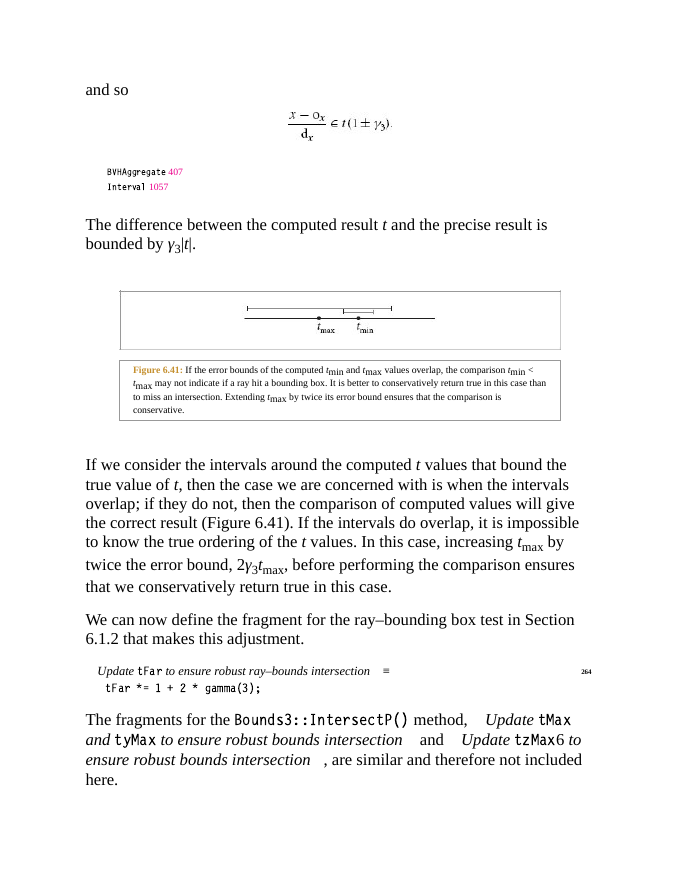 and so
x − oₓ
dₓ
∈ t (1 ± γ₃).
BVHAggregate 407
Interval 1057
The difference between the computed result t and the precise result is
bounded by γ₃|t|.
t_max t_min
Figure 6.41: If the error bounds of the computed t_min and t_max values overlap, the comparison t_min <
t_max may not indicate if a ray hit a bounding box. It is better to conservatively return true in this case than
to miss an intersection. Extending t_max by twice its error bound ensures that the comparison is
conservative.
If we consider the intervals around the computed t values that bound the
true value of t, then the case we are concerned with is when the intervals
overlap; if they do not, then the comparison of computed values will give
the correct result (Figure 6.41). If the intervals do overlap, it is impossible
to know the true ordering of the t values. In this case, increasing t_max by
twice the error bound, 2γ₃t_max, before performing the comparison ensures
that we conservatively return true in this case.
We can now define the fragment for the ray–bounding box test in Section
6.1.2 that makes this adjustment.
Update tFar to ensure robust ray–bounds intersection ≡ 264
tFar *= 1 + 2 * gamma(3);
The fragments for the Bounds3::IntersectP() method, Update tMax
and tyMax to ensure robust bounds intersection and Update tzMax6 to
ensure robust bounds intersection , are similar and therefore not included
here.